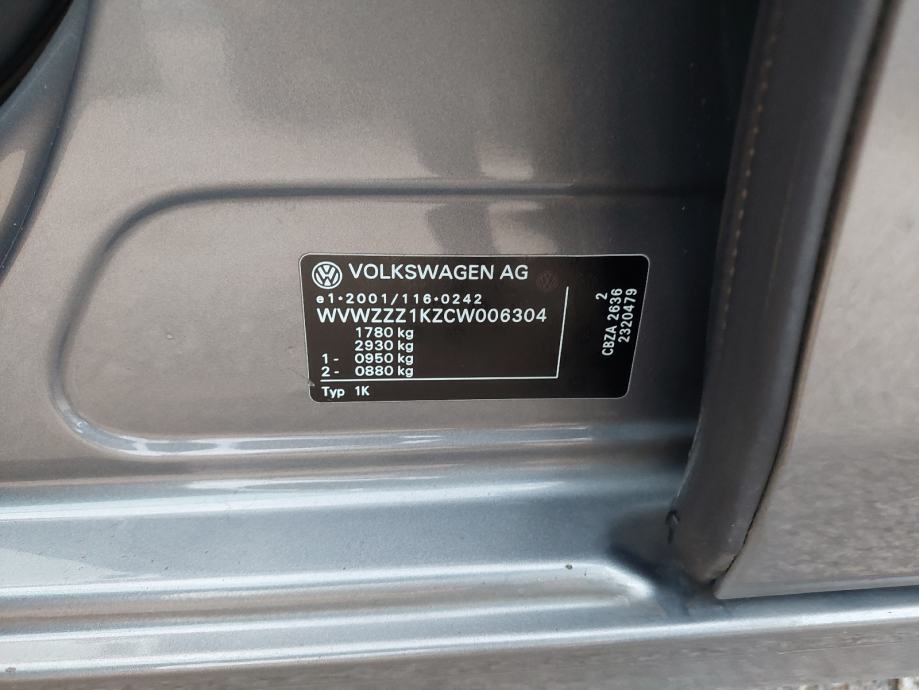 VOLKSWAGEN AG
e1*2001/116*0242
WVWZZZ1KZCW006304
1780 kg
2930 kg
1- 0950 kg
2- 0880 kg
Typ 1K
2
CBZA 2636
2320479